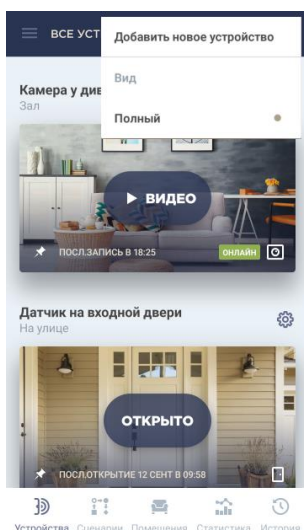 ВСЕ УСТ
Добавить новое устройство
Вид
Полный
Камера у див
Зал
ВИДЕО
ПОСЛ.ЗАПИСЬ В 18:25
ОНЛАЙН
Датчик на входной двери
На улице
ОТКРЫТО
ПОСЛ.ОТКРЫТИЕ 12 СЕНТ В 09:58
Устройства Сценарии Помещения Статистика История